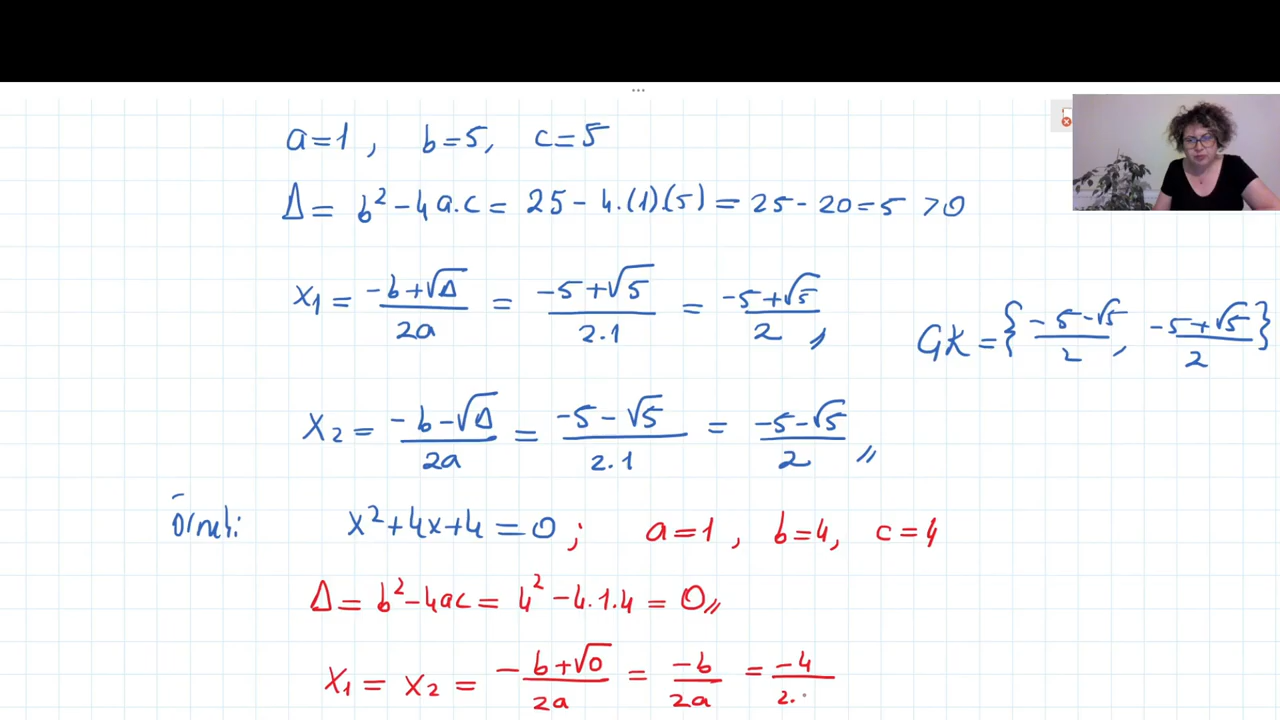 a=1, b=5, c=5
Δ= b²-4a.c = 25-4.(1)(5) = 25-20=5 >0
x₁ = (-b+√Δ)/2a = (-5+√5)/2.1 = (-5+√5)/2,
GK={(-5-√5)/2, (-5+√5)/2}
x₂ = (-b-√Δ)/2a = (-5-√5)/2.1 = (-5-√5)/2 //
x²+4x+4=0; a=1, b=4, c=4
Δ= b²-4ac = 4²-4.1.4 = 0//
x₁ = x₂ = (-b+√0)/2a = -b/2a = -4/2.